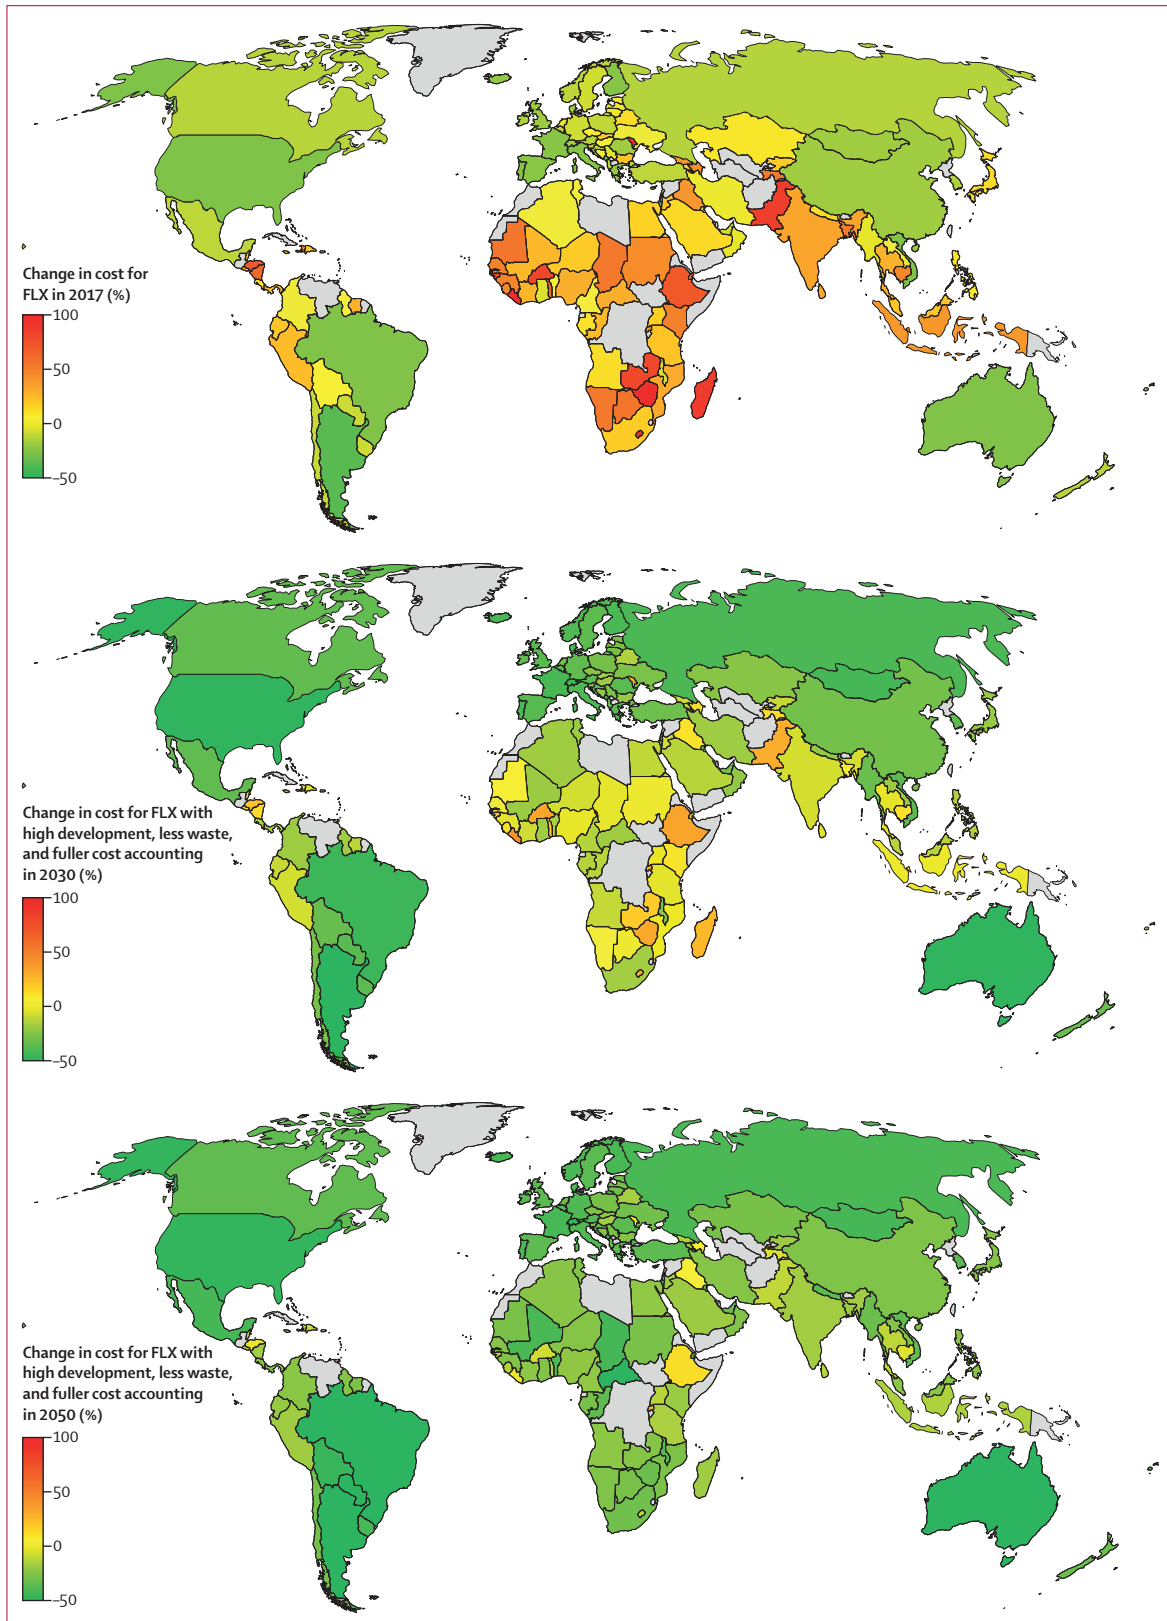 Change in cost for
FLX in 2017 (%)
100
50
0
–50
Change in cost for FLX with
high development, less waste,
and fuller cost accounting
in 2030 (%)
100
50
0
–50
Change in cost for FLX with
high development, less waste,
and fuller cost accounting
in 2050 (%)
100
50
0
–50